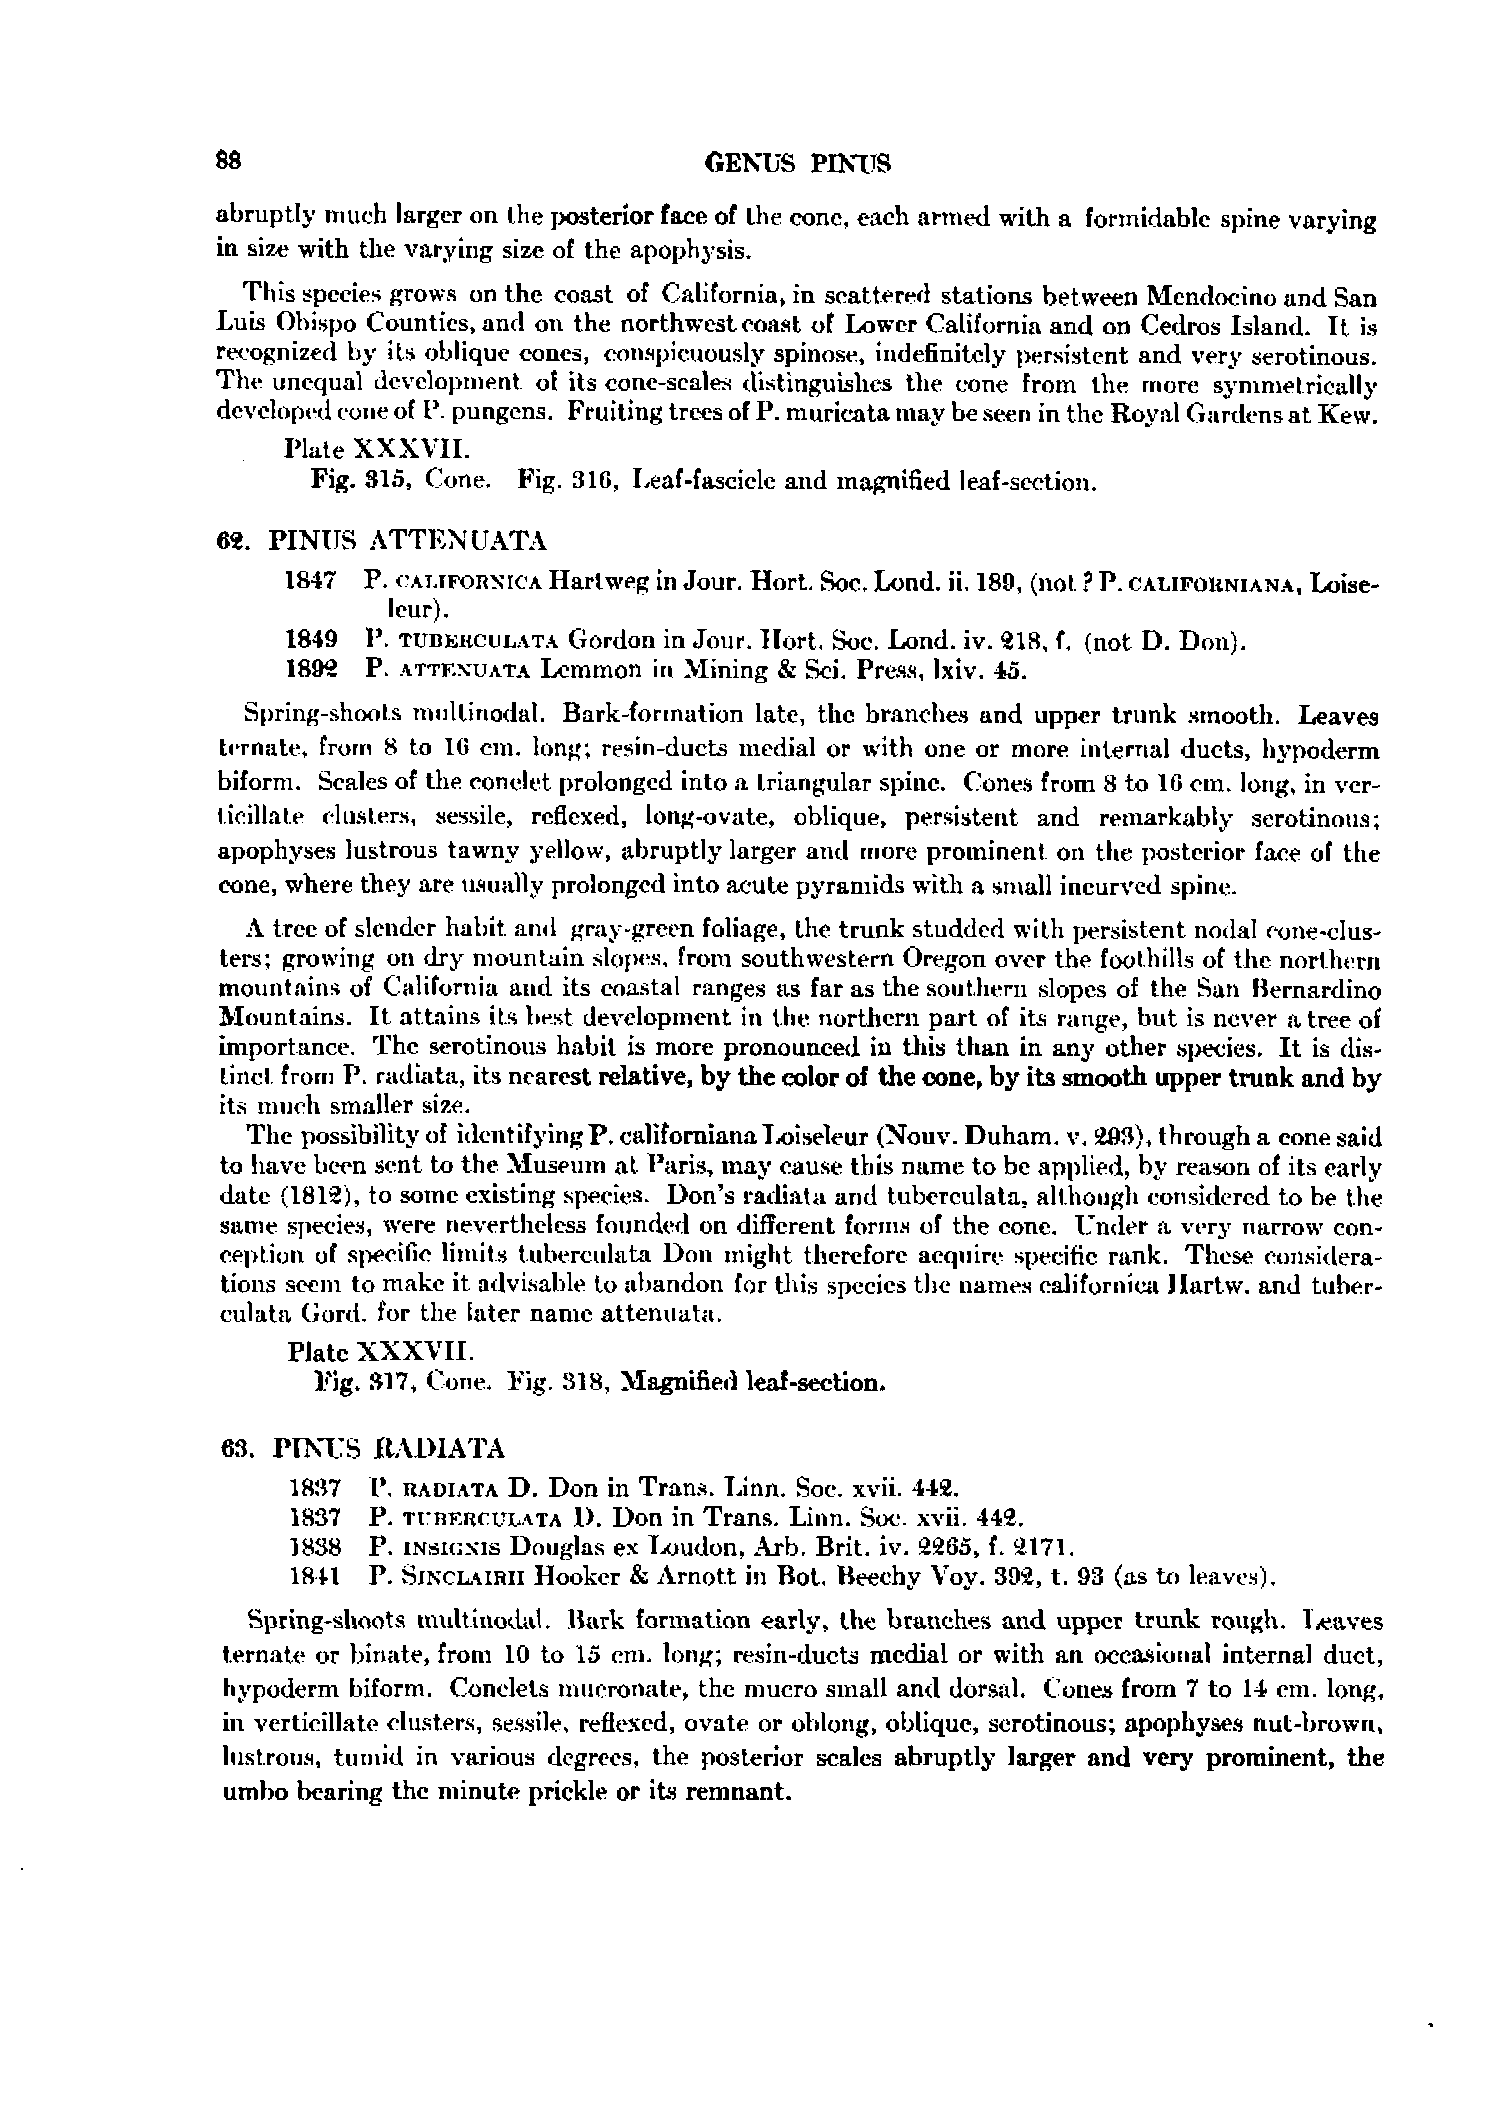 88 GENUS PINUS
abruptly much larger on the posterior face of the cone, each armed with a formidable spine varying
in size with the varying size of the apophysis.
This species grows on the coast of California, in scattered stations between Mendocino and San
Luis Obispo Counties, and on the northwest coast of Lower California and on Cedros Island. It is
recognized by its oblique cones, conspicuously spinose, indefinitely persistent and very serotinous.
The unequal development of its cone-scales distinguishes the cone from the more symmetrically
developed cone of P. pungens. Fruiting trees of P. muricata may be seen in the Royal Gardens at Kew.
Plate XXXVII.
Fig. 315, Cone. Fig. 316, Leaf-fascicle and magnified leaf-section.
62. PINUS ATTENUATA
1847 P. CALIFORNICA Hartweg in Jour. Hort. Soc. Lond. ii. 189, (not ? P. CALIFORNIANA, Loise-
leur).
1849 P. TUBERCULATA Gordon in Jour. Hort. Soc. Lond. iv. 218, f. (not D. Don).
1892 P. ATTENUATA Lemmon in Mining & Sci. Press, lxiv. 45.
Spring-shoots multinodal. Bark-formation late, the branches and upper trunk smooth. Leaves
ternate, from 8 to 16 cm. long; resin-ducts medial or with one or more internal ducts, hypoderm
biform. Scales of the conelet prolonged into a triangular spine. Cones from 8 to 16 cm. long, in ver-
ticillate clusters, sessile, reflexed, long-ovate, oblique, persistent and remarkably serotinous;
apophyses lustrous tawny yellow, abruptly larger and more prominent on the posterior face of the
cone, where they are usually prolonged into acute pyramids with a small incurved spine.
A tree of slender habit and gray-green foliage, the trunk studded with persistent nodal cone-clus-
ters; growing on dry mountain slopes, from southwestern Oregon over the foothills of the northern
mountains of California and its coastal ranges as far as the southern slopes of the San Bernardino
Mountains. It attains its best development in the northern part of its range, but is never a tree of
importance. The serotinous habit is more pronounced in this than in any other species. It is dis-
tinct from P. radiata, its nearest relative, by the color of the cone, by its smooth upper trunk and by
its much smaller size.
The possibility of identifying P. californiana Loiseleur (Nouv. Duham. v. 293), through a cone said
to have been sent to the Museum at Paris, may cause this name to be applied, by reason of its early
date (1812), to some existing species. Don's radiata and tuberculata, although considered to be the
same species, were nevertheless founded on different forms of the cone. Under a very narrow con-
ception of specific limits tuberculata Don might therefore acquire specific rank. These considera-
tions seem to make it advisable to abandon for this species the names californica Hartw. and tuber-
culata Gord. for the later name attenuata.
Plate XXXVII.
Fig. 317, Cone. Fig. 318, Magnified leaf-section.
63. PINUS RADIATA
1837 P. RADIATA D. Don in Trans. Linn. Soc. xvii. 442.
1837 P. TUBERCULATA D. Don in Trans. Linn. Soc. xvii. 442.
1838 P. INSIGNIS Douglas ex Loudon, Arb. Brit. iv. 2265, f. 2171.
1841 P. SINCLAIRII Hooker & Arnott in Bot. Beechy Voy. 392, t. 93 (as to leaves).
Spring-shoots multinodal. Bark formation early, the branches and upper trunk rough. Leaves
ternate or binate, from 10 to 15 cm. long; resin-ducts medial or with an occasional internal duct,
hypoderm biform. Conelets mucronate, the mucro small and dorsal. Cones from 7 to 14 cm. long,
in verticillate clusters, sessile, reflexed, ovate or oblong, oblique, serotinous; apophyses nut-brown,
lustrous, tumid in various degrees, the posterior scales abruptly larger and very prominent, the
umbo bearing the minute prickle or its remnant.